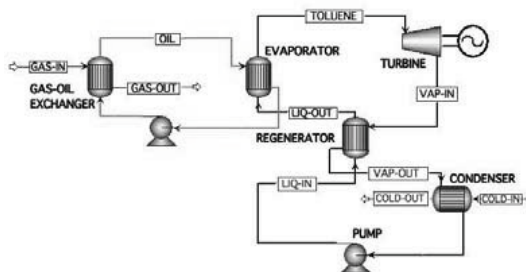 TOLUENE
OIL
EVAPORATOR
GAS-IN
TURBINE
GAS-OIL
EXCHANGER
GAS-OUT
VAP-IN
LIQ-OUT
REGENERATOR
VAP-OUT
CONDENSER
LIQ-IN
COLD-OUT
COLD-IN
PUMP